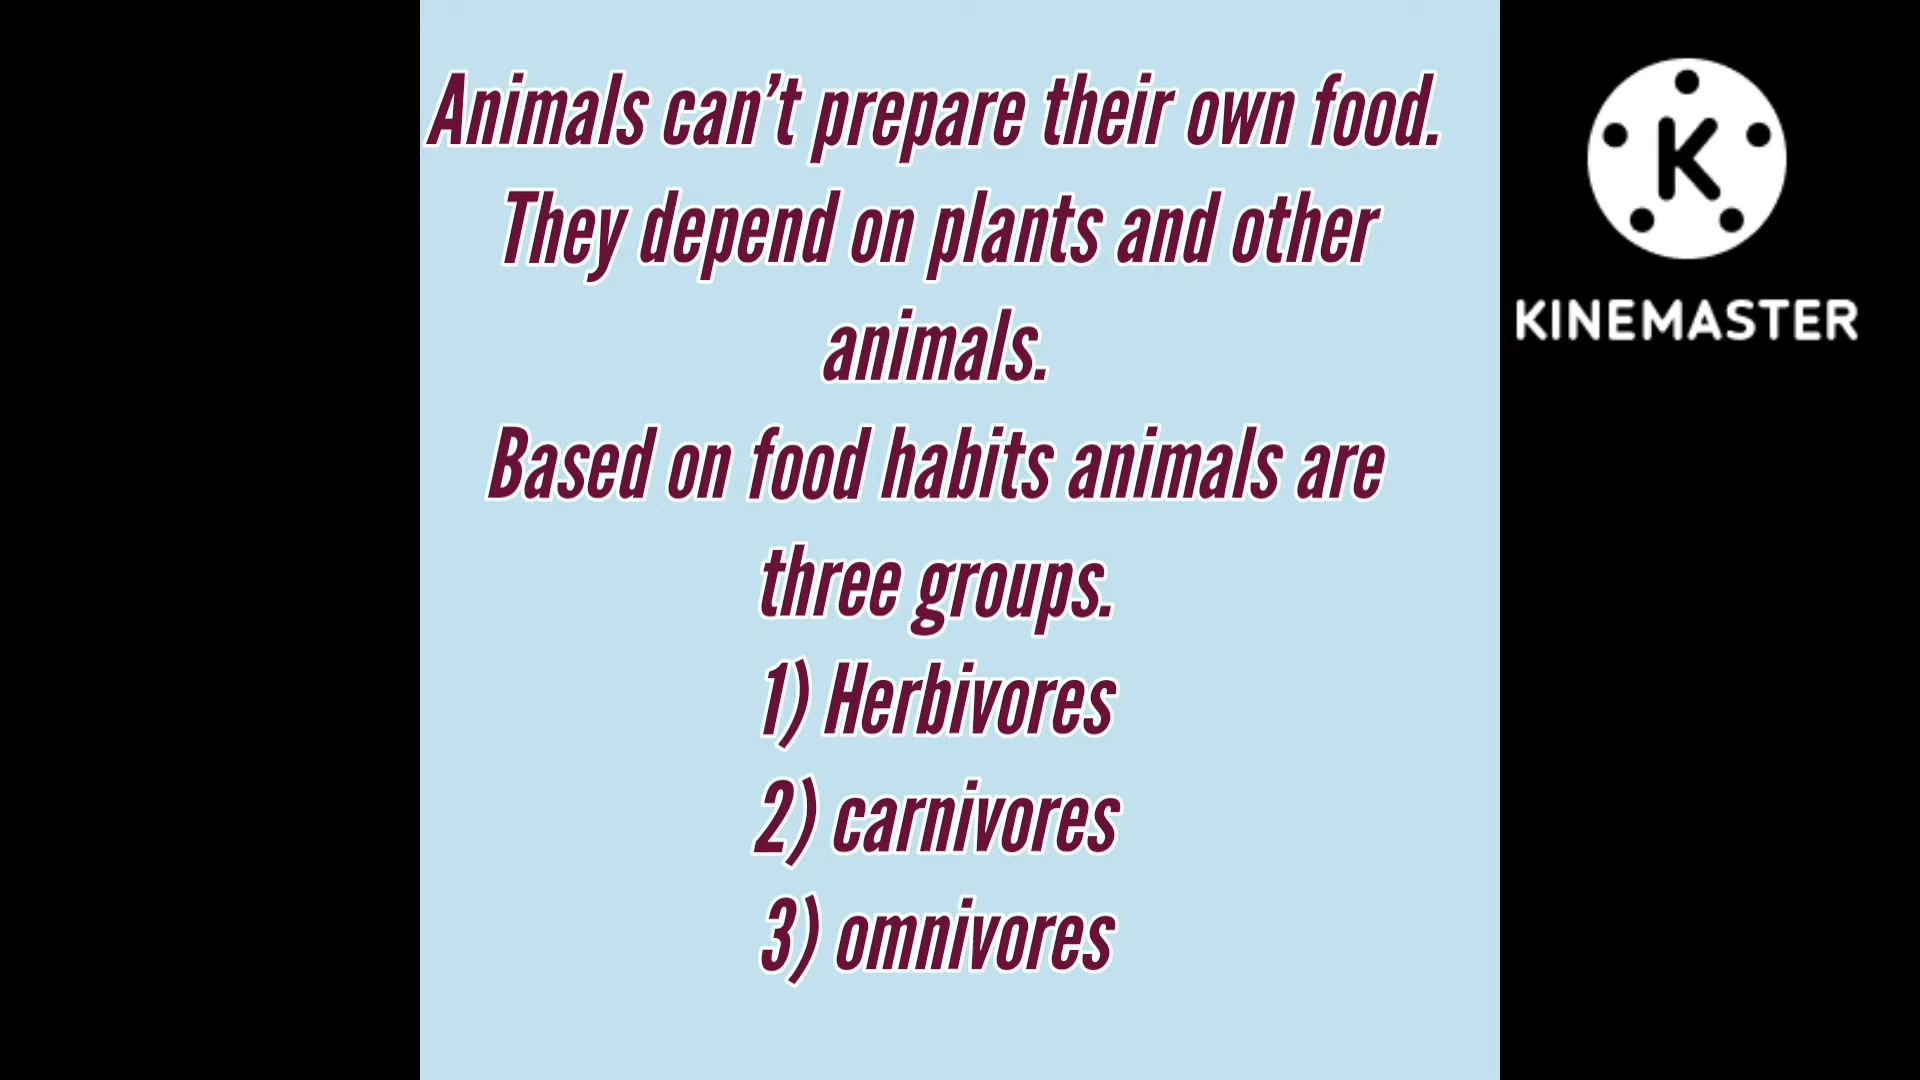 Animals can’t prepare their own food.
They depend on plants and other
animals.
Based on food habits animals are
three groups.
1) Herbivores
2) carnivores
3) omnivores
K
KINEMASTER